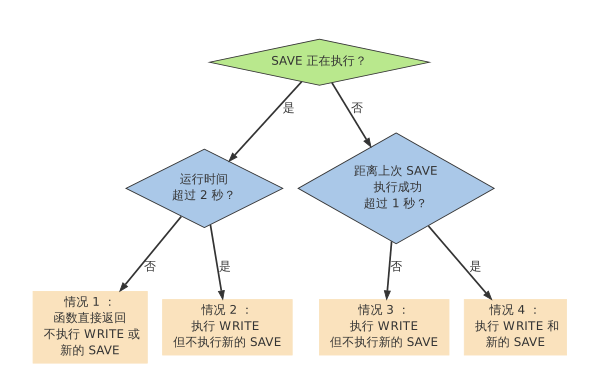 SAVE 正在执行？
是
否
运行时间
超过 2 秒？
距离上次 SAVE
执行成功
超过 1 秒？
否
是
否
是
情况 1 ：
函数直接返回
不执行 WRITE 或
新的 SAVE
情况 2 ：
执行 WRITE
但不执行新的 SAVE
情况 3 ：
执行 WRITE
但不执行新的 SAVE
情况 4 ：
执行 WRITE 和
新的 SAVE